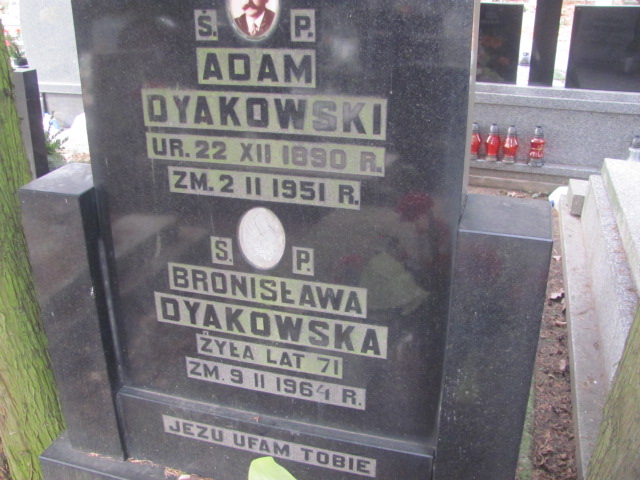 Ś. P.
ADAM
DYAKOWSKI
UR. 22 XII 1890 R.
ZM. 2 II 1951 R.
Ś. P.
BRONISŁAWA
DYAKOWSKA
ŻYŁA LAT 71
ZM. 9 II 1964 R.
JEZU UFAM TOBIE